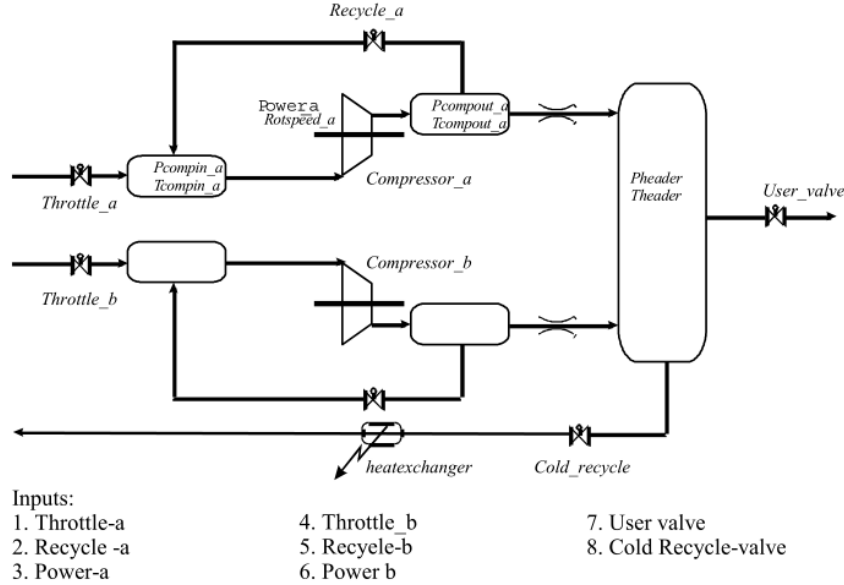 Recycle_a
Powera
Rotspeed_a
Pcompout_a
Tcompout_a
Pcompin_a
Tcompin_a
Throttle_a
Compressor_a
Pheader
Theader
User_valve
Compressor_b
Throttle_b
heatexchanger
Cold_recycle
Inputs:
1. Throttle-a
2. Recycle -a
3. Power-a
4. Throttle_b
5. Recyele-b
6. Power b
7. User valve
8. Cold Recycle-valve